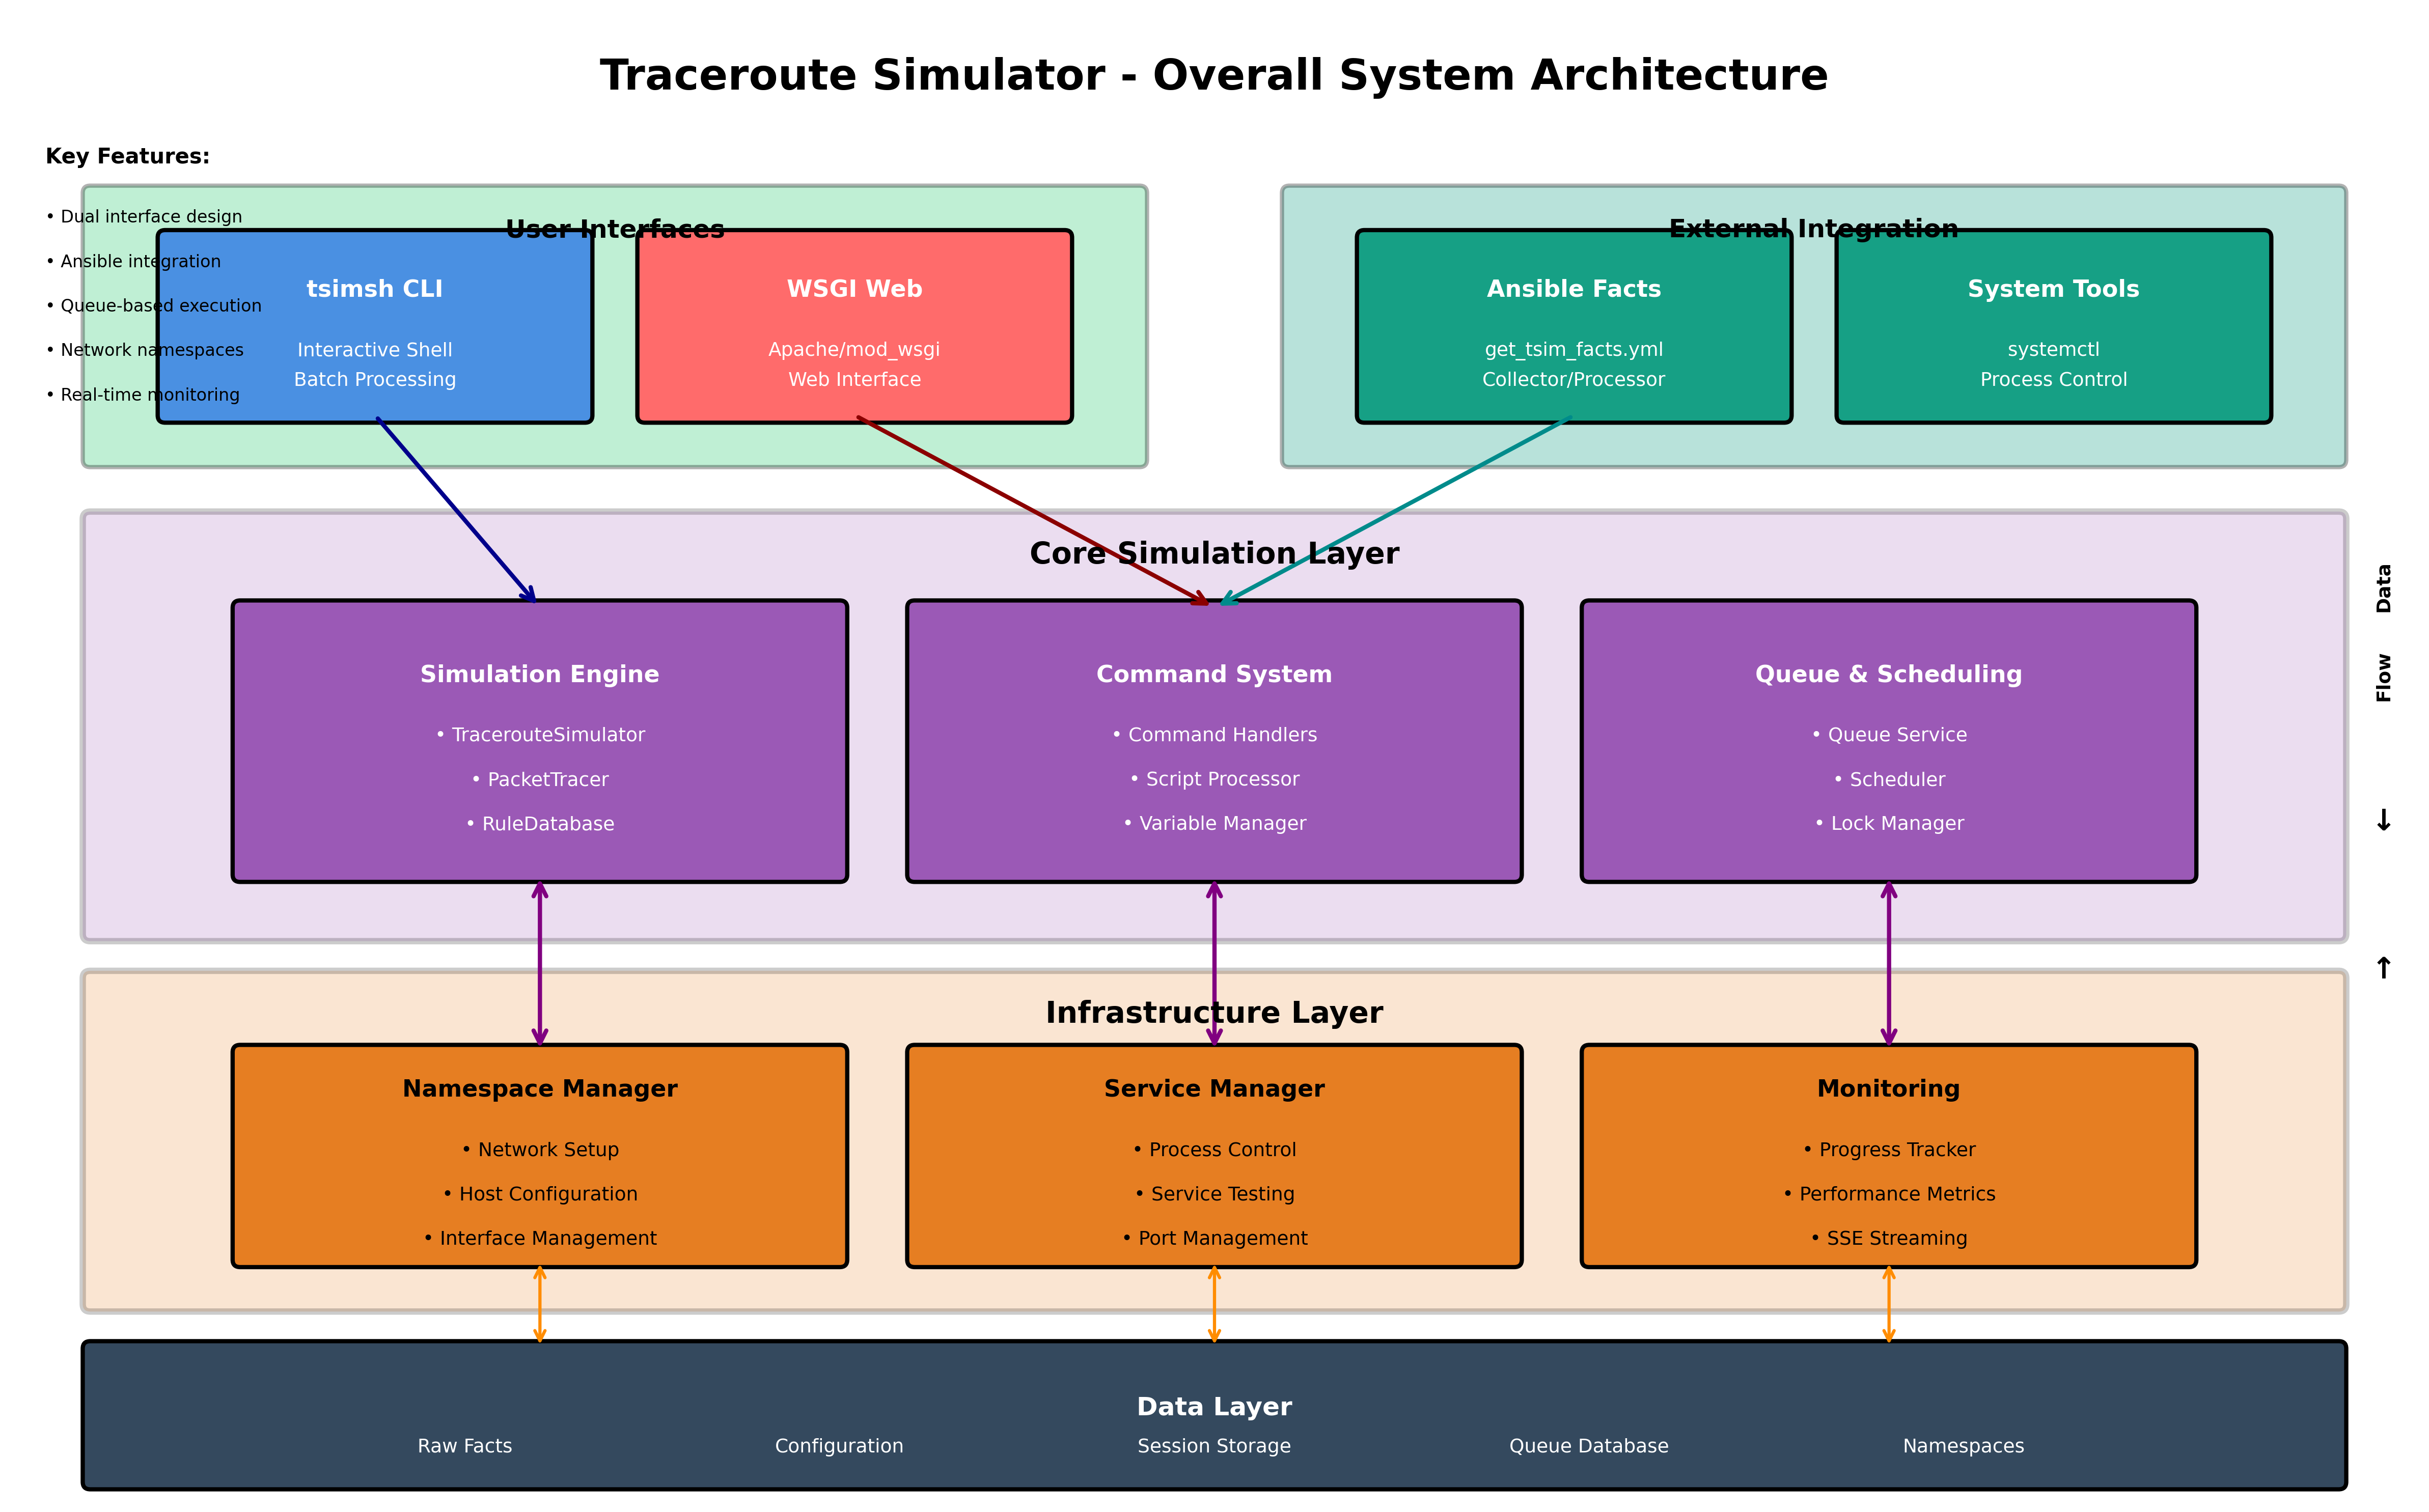 Traceroute Simulator - Overall System Architecture
Key Features:
• Dual interface design
• Ansible integration
• Queue-based execution
• Network namespaces
• Real-time monitoring
User Interfaces
tsimsh CLI
Interactive Shell
Batch Processing
WSGI Web
Apache/mod_wsgi
Web Interface
External Integration
Ansible Facts
get_tsim_facts.yml
Collector/Processor
System Tools
systemctl
Process Control
Core Simulation Layer
Simulation Engine
• TracerouteSimulator
• PacketTracer
• RuleDatabase
Command System
• Command Handlers
• Script Processor
• Variable Manager
Queue & Scheduling
• Queue Service
• Scheduler
• Lock Manager
Data
Flow
↓
↑
Infrastructure Layer
Namespace Manager
• Network Setup
• Host Configuration
• Interface Management
Service Manager
• Process Control
• Service Testing
• Port Management
Monitoring
• Progress Tracker
• Performance Metrics
• SSE Streaming
Data Layer
Raw Facts
Configuration
Session Storage
Queue Database
Namespaces